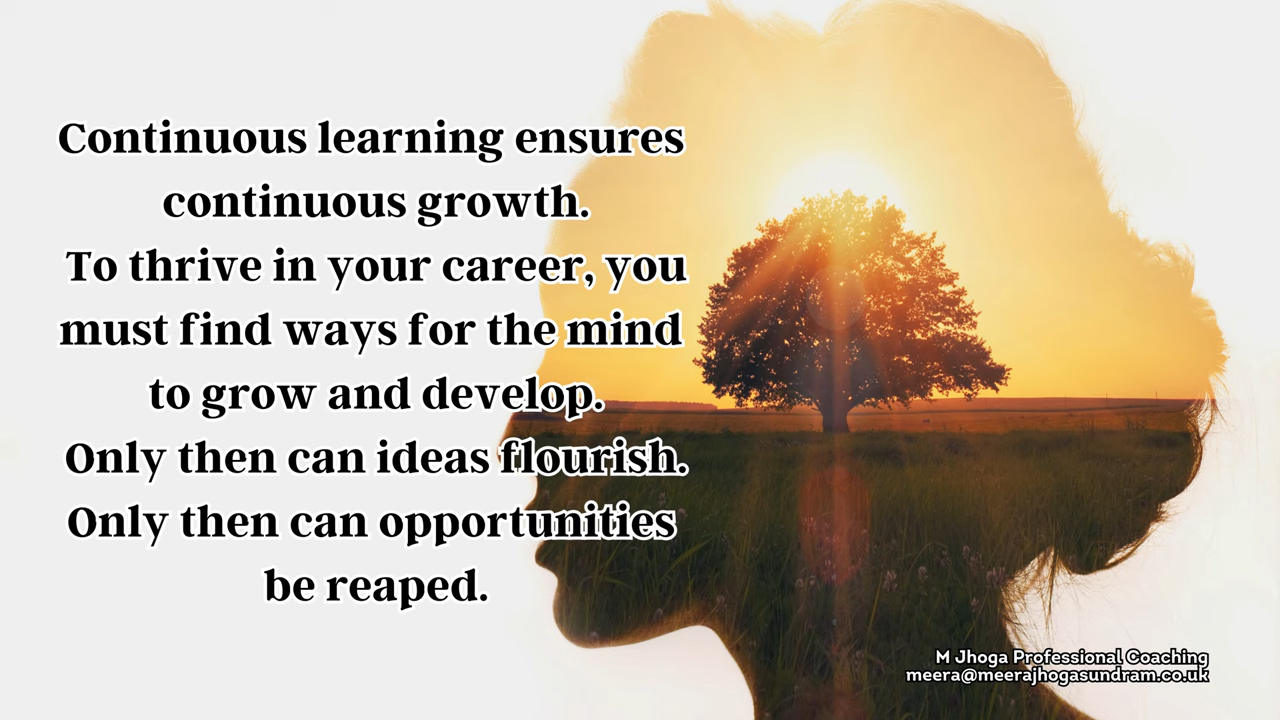 Continuous learning ensures
continuous growth.
To thrive in your career, you
must find ways for the mind
to grow and develop.
Only then can ideas flourish.
Only then can opportunities
be reaped.
M Jhoga Professional Coaching
meera@meerajhogasundram.co.uk